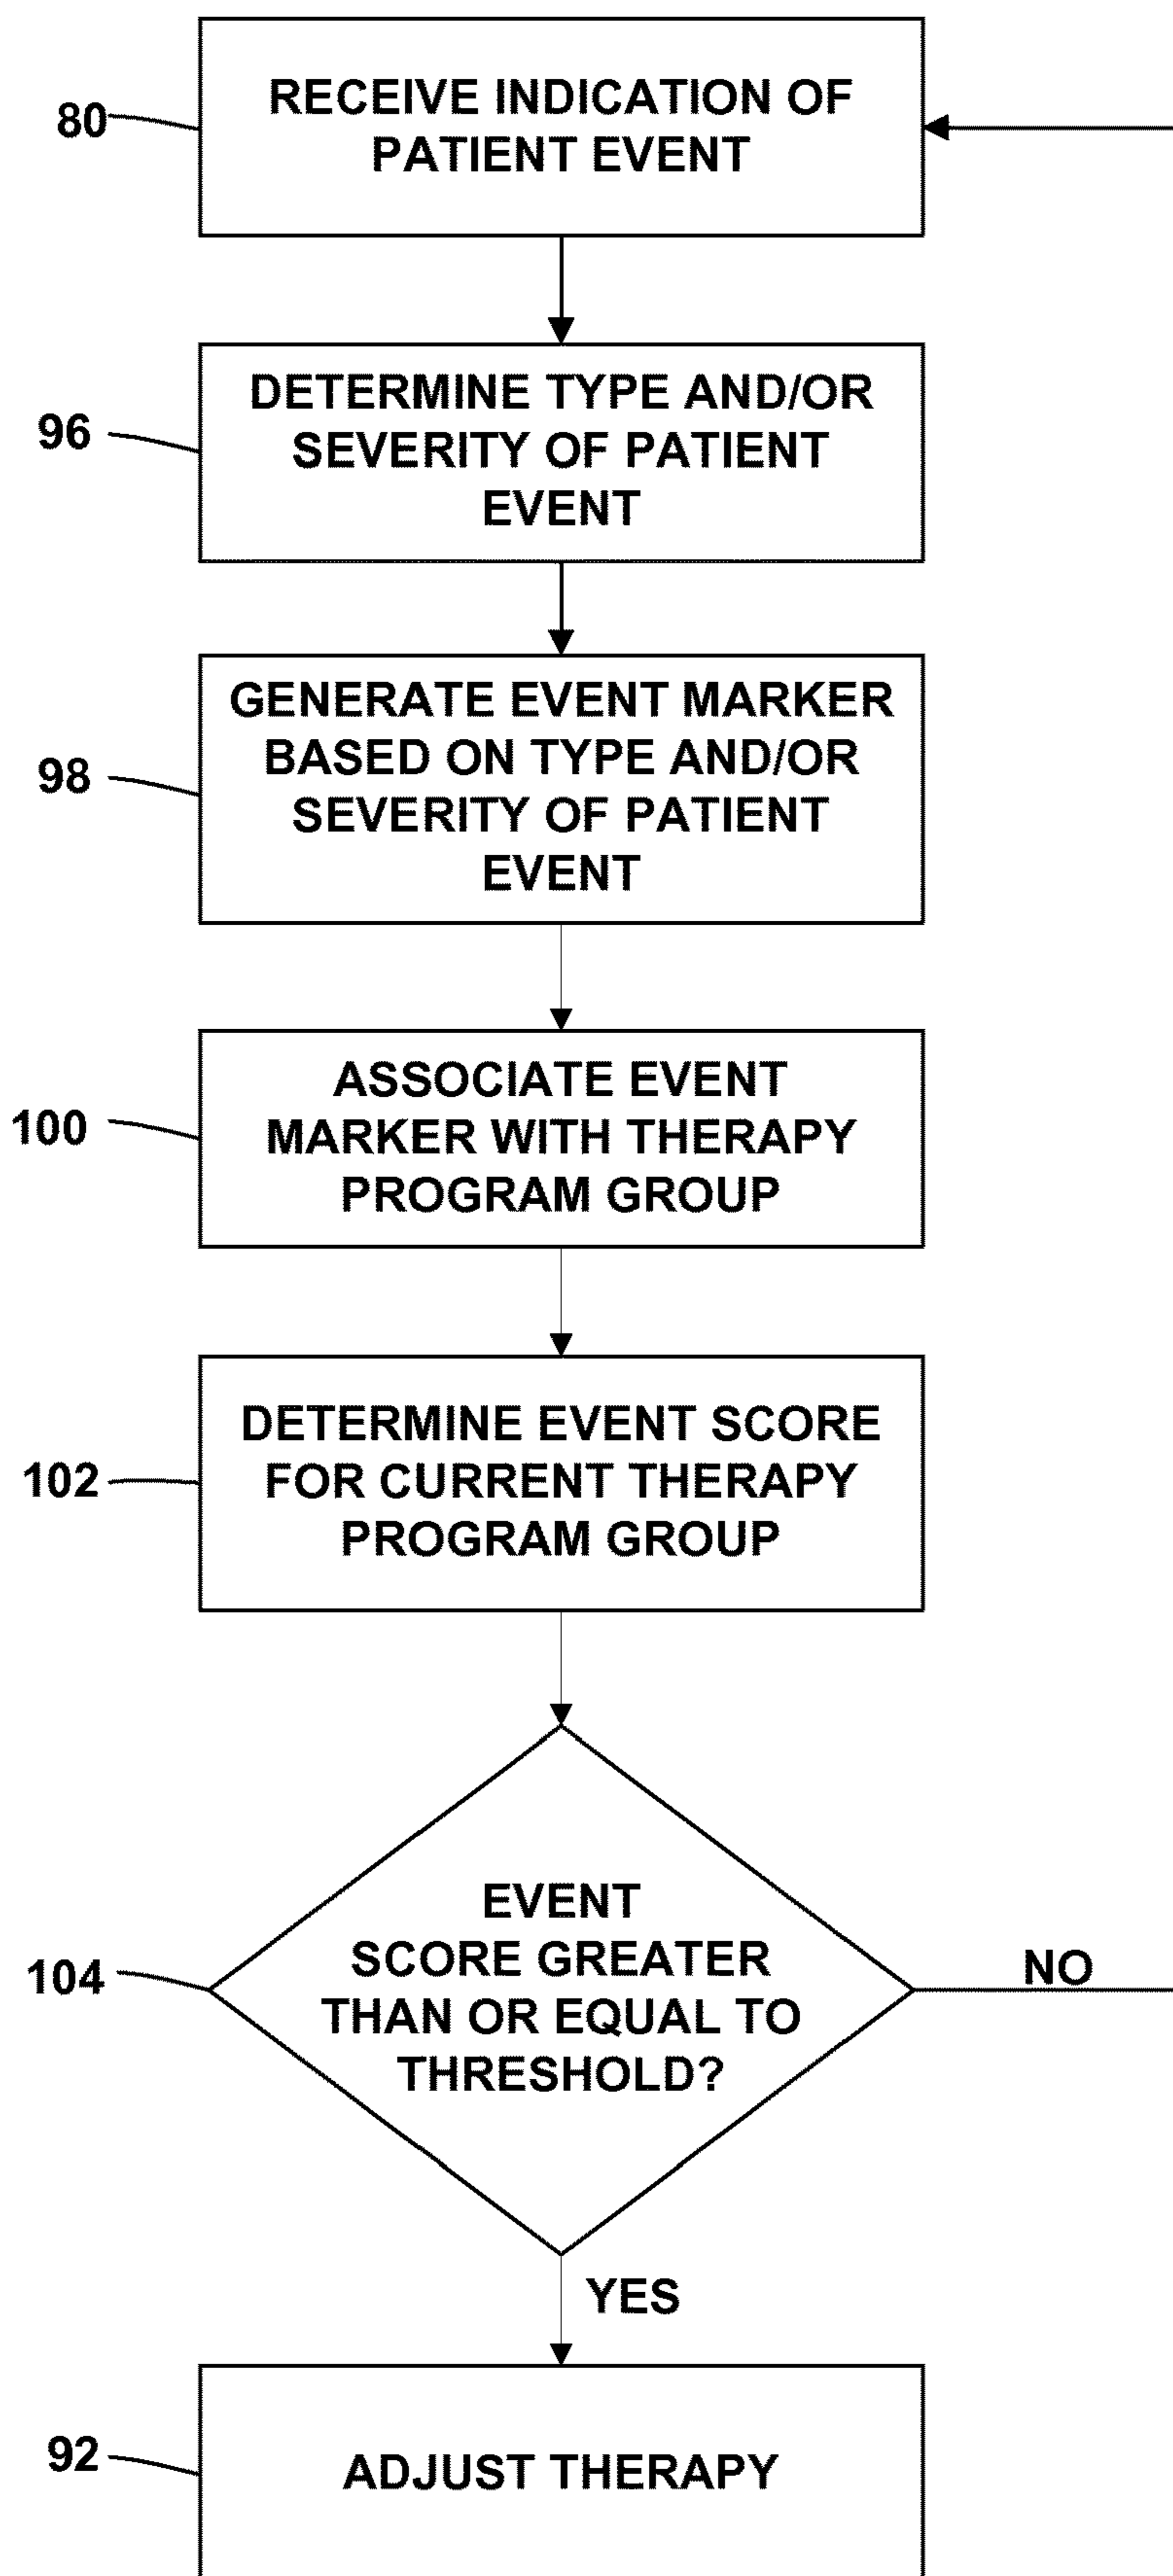 80
RECEIVE INDICATION OF
PATIENT EVENT
96
DETERMINE TYPE AND/OR
SEVERITY OF PATIENT
EVENT
98
GENERATE EVENT MARKER
BASED ON TYPE AND/OR
SEVERITY OF PATIENT
EVENT
100
ASSOCIATE EVENT
MARKER WITH THERAPY
PROGRAM GROUP
102
DETERMINE EVENT SCORE
FOR CURRENT THERAPY
PROGRAM GROUP
104
EVENT
SCORE GREATER
THAN OR EQUAL TO
THRESHOLD?
NO
YES
92
ADJUST THERAPY